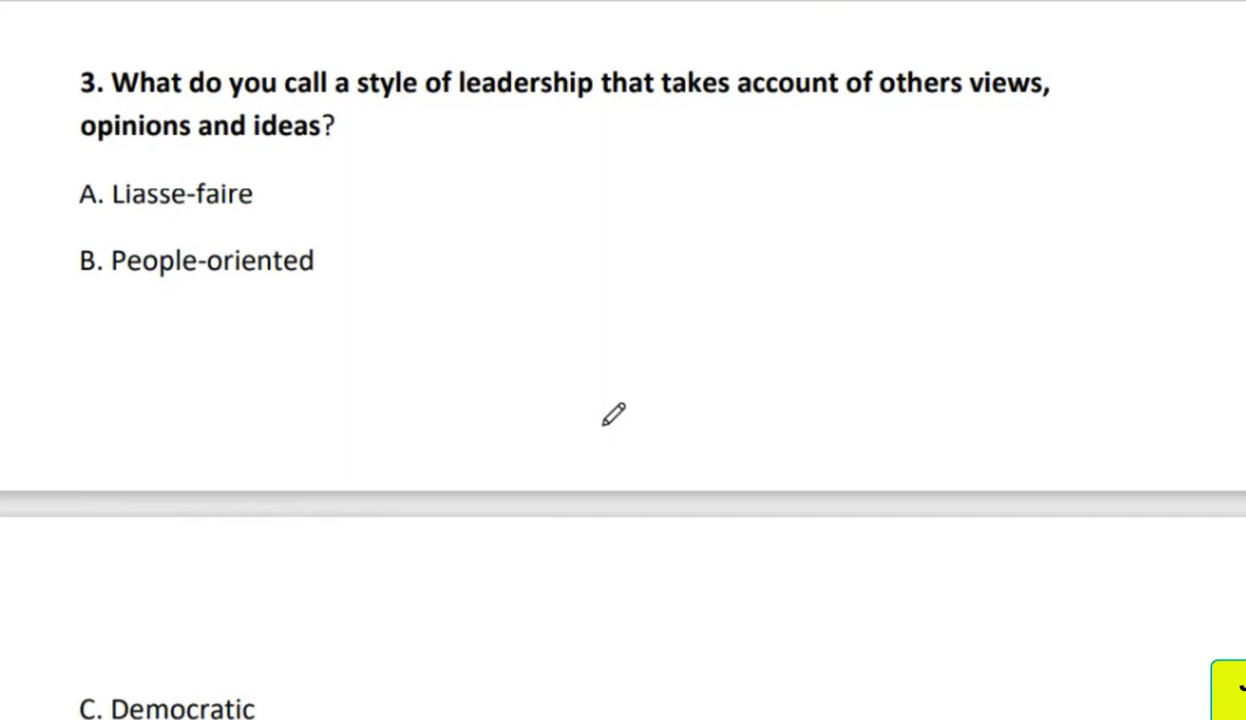 3. What do you call a style of leadership that takes account of others views,
opinions and ideas?
A. Liasse-faire
B. People-oriented
C. Democratic